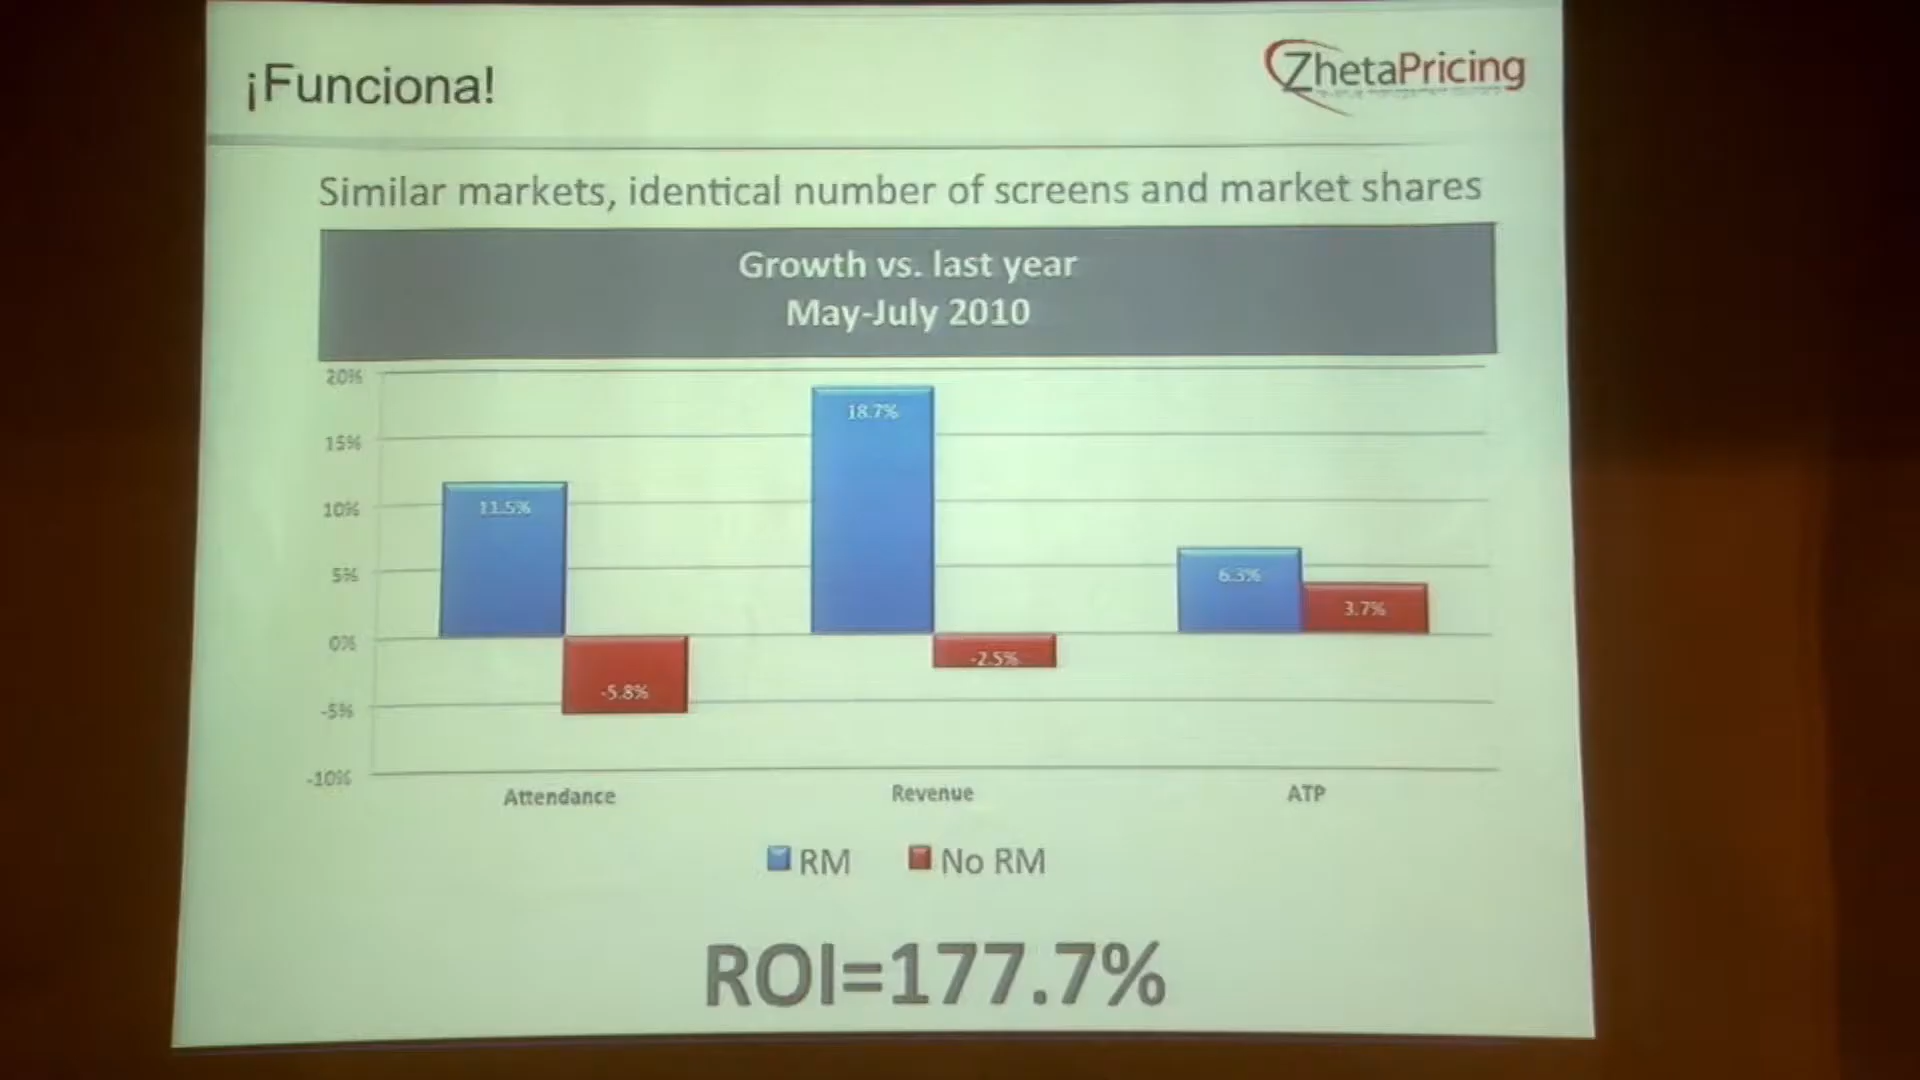 ¡Funciona!
ZhetaPricing
Similar markets, identical number of screens and market shares
Growth vs. last year
May-July 2010
20%
15%
10%
5%
0%
-5%
-10%
11.5%
-5.8%
18.7%
-2.5%
6.3%
3.7%
Attendance
Revenue
ATP
RM
No RM
ROI=177.7%